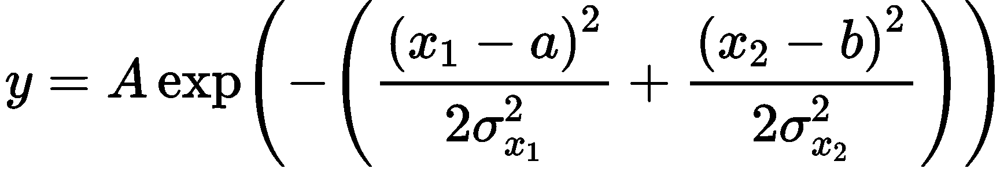 y = A exp(-((x₁ - a)²/(2σ²ₓ₁) + (x₂ - b)²/(2σ²ₓ₂)))